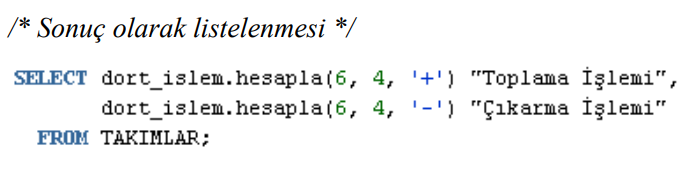 /* Sonuç olarak listelenmesi */
SELECT dort_islem.hesapla(6, 4, '+') "Toplama İşlemi",
dort_islem.hesapla(6, 4, '-') "Çıkarma İşlemi"
FROM TAKIMLAR;